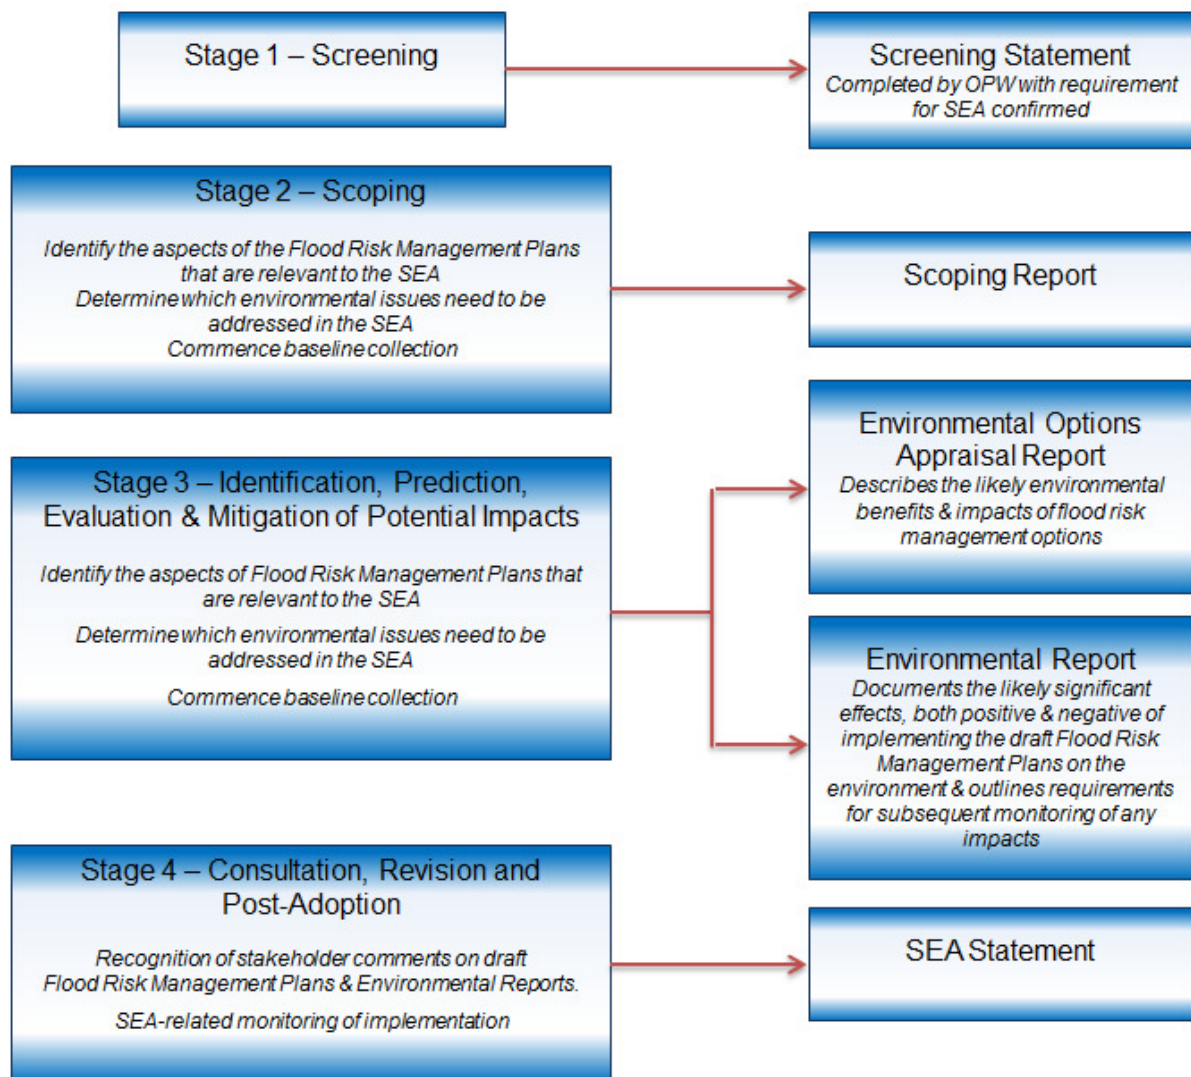 Stage 1 – Screening
Screening Statement
Completed by OPW with requirement
for SEA confirmed
Stage 2 – Scoping
Identify the aspects of the Flood Risk Management Plans
that are relevant to the SEA
Determine which environmental issues need to be
addressed in the SEA
Commence baseline collection
Scoping Report
Stage 3 – Identification, Prediction,
Evaluation & Mitigation of Potential Impacts
Identify the aspects of Flood Risk Management Plans that
are relevant to the SEA
Determine which environmental issues need to be
addressed in the SEA
Commence baseline collection
Environmental Options
Appraisal Report
Describes the likely environmental
benefits & impacts of flood risk
management options
Environmental Report
Documents the likely significant
effects, both positive & negative of
implementing the draft Flood Risk
Management Plans on the
environment & outlines requirements
for subsequent monitoring of any
impacts
Stage 4 – Consultation, Revision and
Post-Adoption
Recognition of stakeholder comments on draft
Flood Risk Management Plans & Environmental Reports.
SEA-related monitoring of implementation
SEA Statement